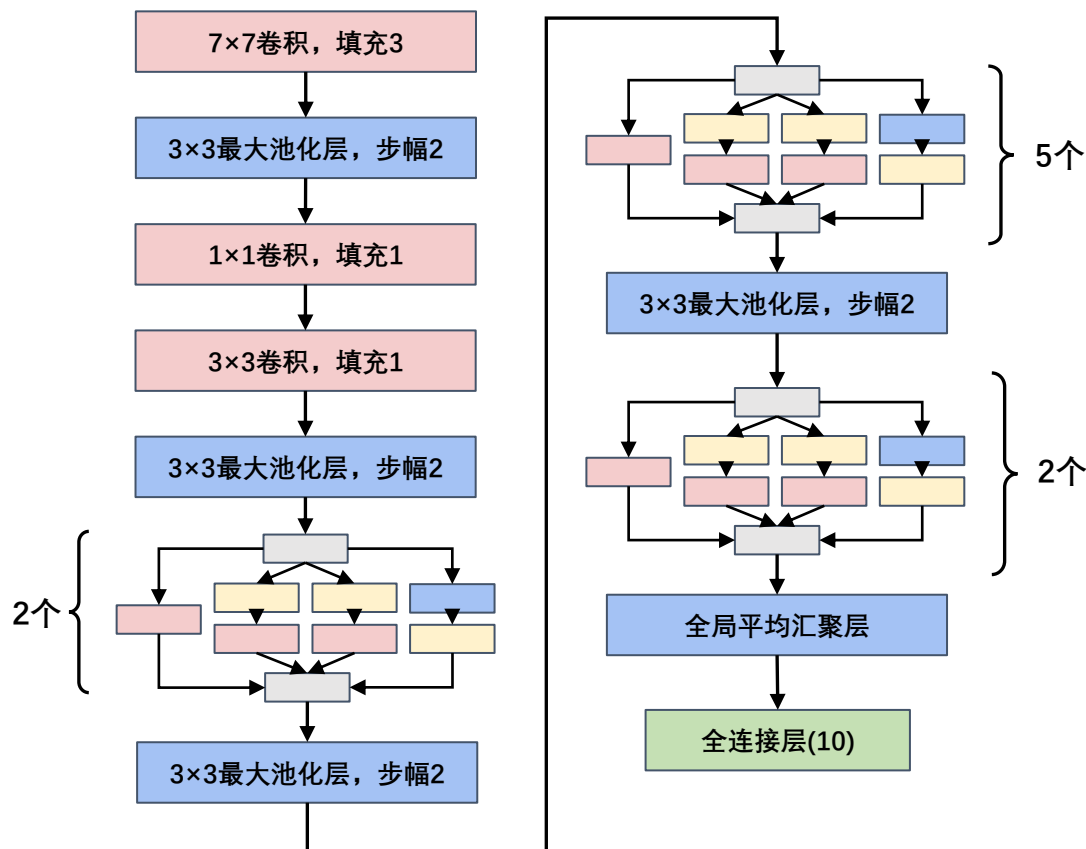 7×7卷积，填充3
3×3最大池化层，步幅2
1×1卷积，填充1
3×3卷积，填充1
3×3最大池化层，步幅2
2个
3×3最大池化层，步幅2
5个
3×3最大池化层，步幅2
2个
全局平均汇聚层
全连接层(10)